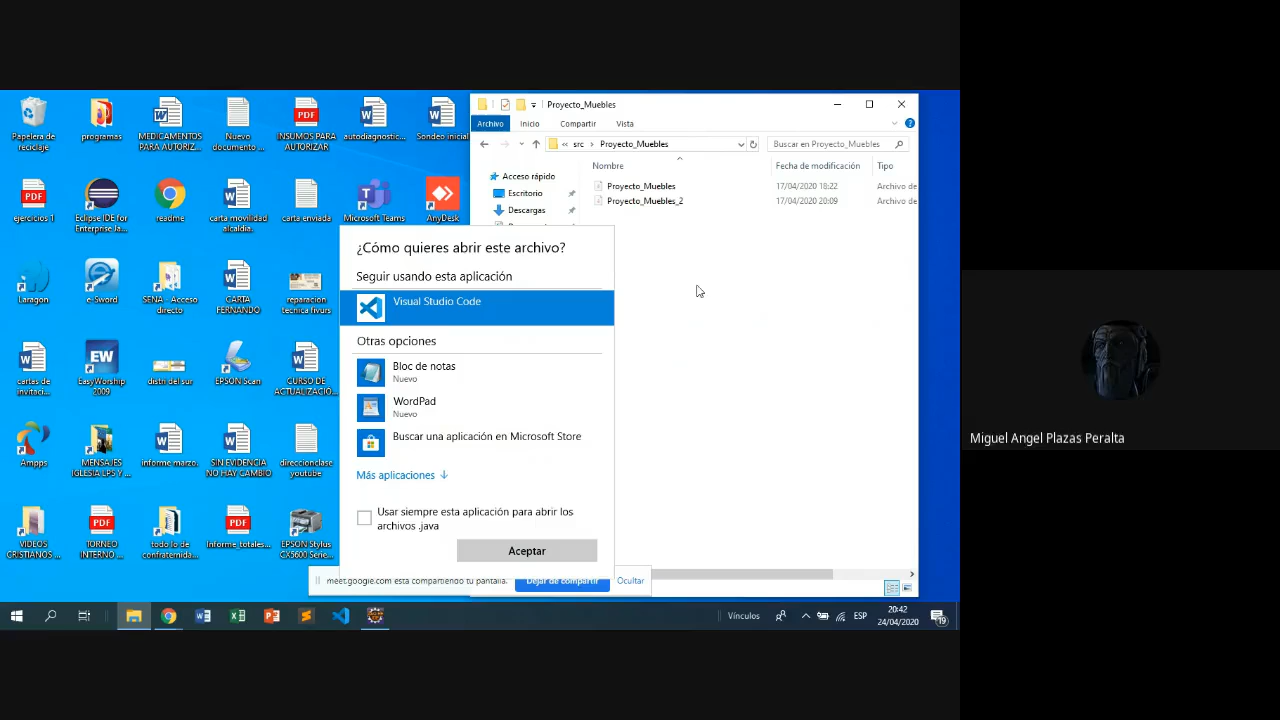 Papelera de
reciclaje
programas
MEDICAMENTOS
PARA AUTORIZ...
Nuevo
documento ...
INSUMOS PARA
AUTORIZAR
autodiagnostic...
Sondeo inicial
ejercicios 1
Eclipse IDE for
Enterprise Ja...
readme
carta movilidad
alcaldia.
carta enviada
Microsoft Teams
AnyDesk
Laragon
e-Sword
SENA - Acceso
directo
CARTA
FERNANDO
reparacion
tecnica fivurs
cartas de
invitaci...
EasyWorship
2009
distri del sur
EPSON Scan
CURSO DE
ACTUALIZACIO...
Ampps
MENSAJES
IGLESIA LPS Y ...
informe marzo.
SIN EVIDENCIA
NO HAY CAMBIO
direccionclase
youtube
VIDEOS
CRISTIANOS ...
TORNEO
INTERNO ...
todo lo de
confraternida...
Informe_totales...
EPSON Stylus
CX5600 Serie...
Proyecto_Muebles
Archivo Inicio Compartir Vista
« src > Proyecto_Muebles
Buscar en Proyecto_Muebles
Nombre Fecha de modificación Tipo
Acceso rápido
Escritorio
Descargas
Proyecto_Muebles 17/04/2020 18:22 Archivo de
Proyecto_Muebles_2 17/04/2020 20:09 Archivo de
¿Cómo quieres abrir este archivo?
Seguir usando esta aplicación
Visual Studio Code
Otras opciones
Bloc de notas
Nuevo
WordPad
Nuevo
Buscar una aplicación en Microsoft Store
Más aplicaciones
Usar siempre esta aplicación para abrir los
archivos .java
Aceptar
meet.google.com está compartiendo tu pantalla.
Dejar de compartir
Ocultar
Vínculos
ESP
20:42
24/04/2020
19
Miguel Angel Plazas Peralta